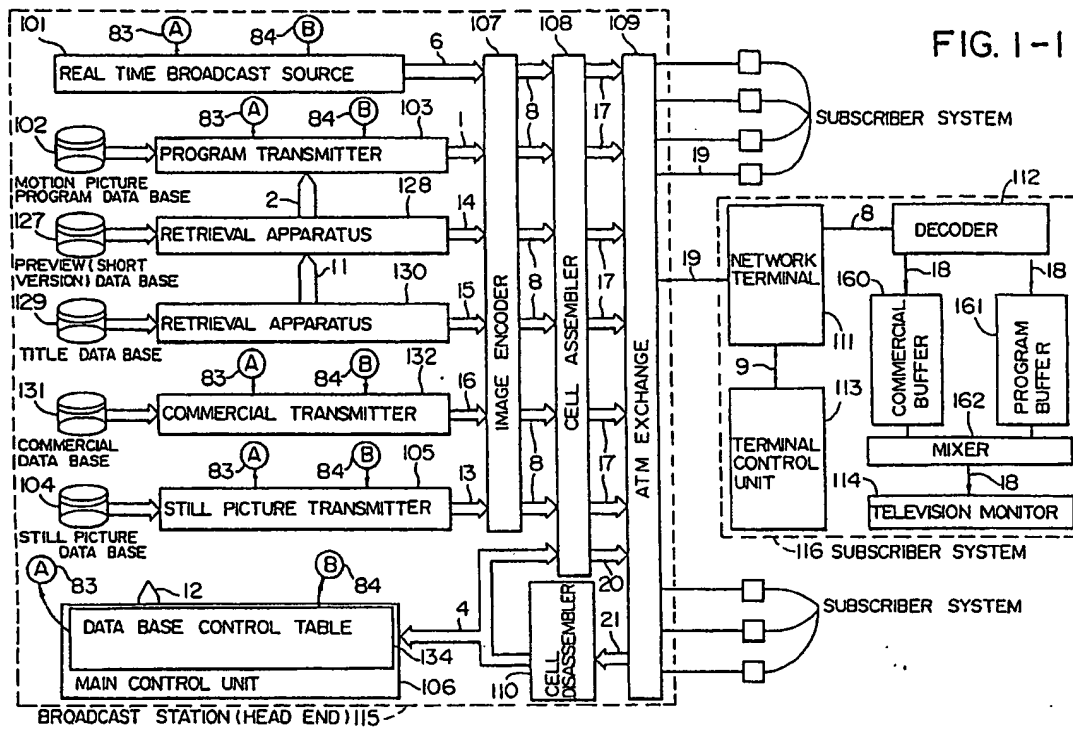 FIG. 1-1
101
83
A
84
B
6
107
108
109
REAL TIME BROADCAST SOURCE
8
17
SUBSCRIBER SYSTEM
102
83
A
84
B
103
1
8
17
PROGRAM TRANSMITTER
19
MOTION PICTURE
PROGRAM DATA BASE
2
128
127
14
RETRIEVAL APPARATUS
8
17
PREVIEW (SHORT
VERSION) DATA BASE
11
130
129
15
RETRIEVAL APPARATUS
8
17
TITLE DATA BASE
83
A
84
B
132
131
16
COMMERCIAL TRANSMITTER
8
17
COMMERCIAL
DATA BASE
83
A
84
B
105
104
13
STILL PICTURE TRANSMITTER
8
17
STILL PICTURE
DATA BASE
IMAGE ENCODER
CELL ASSEMBLER
ATM EXCHANGE
20
A
83
12
B
84
4
DATA BASE CONTROL TABLE
134
MAIN CONTROL UNIT
106
110
CELL
DISASSEMBLER
21
BROADCAST STATION (HEAD END) 115
19
NETWORK
TERMINAL
111
8
112
DECODER
18
18
160
COMMERCIAL
BUFFER
161
PROGRAM
BUFFER
9
113
TERMINAL
CONTROL
UNIT
162
MIXER
18
114
TELEVISION MONITOR
116 SUBSCRIBER SYSTEM
SUBSCRIBER SYSTEM